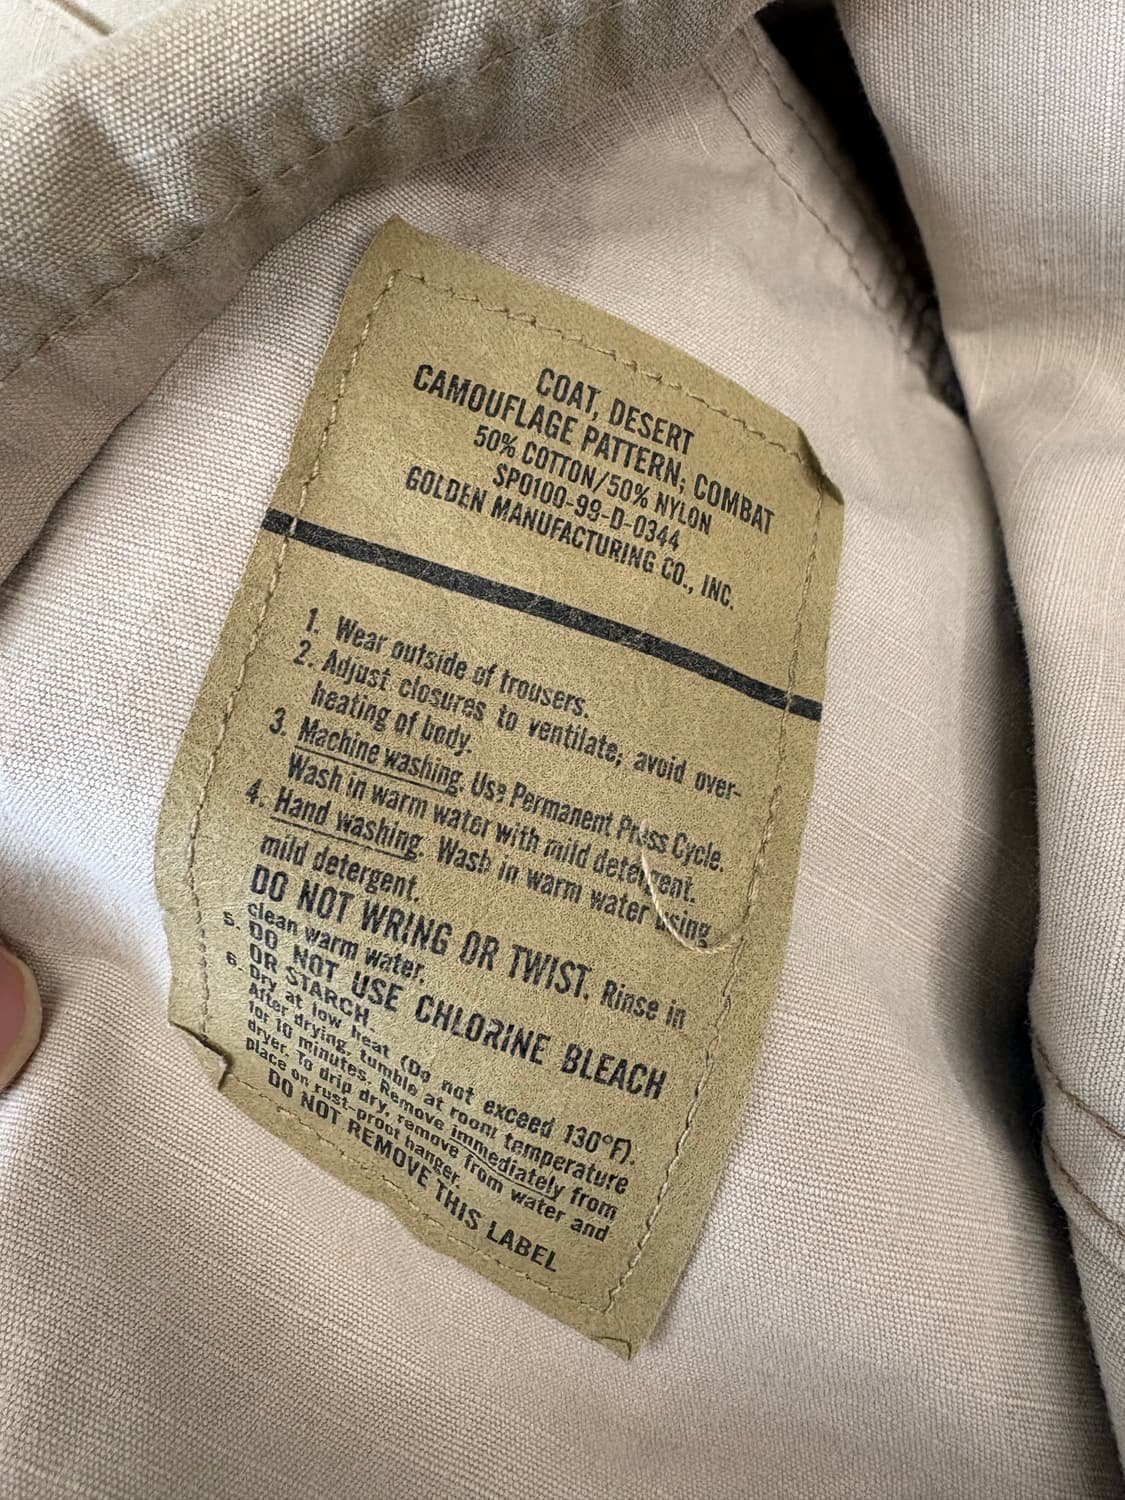 COAT, DESERT
CAMOUFLAGE PATTERN; COMBAT
50% COTTON/50% NYLON
SPO100-99-D-0344
GOLDEN MANUFACTURING CO., INC.
1. Wear outside of trousers.
2. Adjust closures to ventilate; avoid over-
heating of body.
3. Machine washing. Use Permanent Press Cycle.
Wash in warm water with mild detergent.
4. Hand washing. Wash in warm water using
mild detergent.
DO NOT WRING OR TWIST. Rinse in
clean warm water.
5. DO NOT USE CHLORINE BLEACH
OR STARCH.
6. Dry at low heat (Do not exceed 130°F).
After drying, tumble at room temperature
for 10 minutes. Remove immediately from
dryer. To drip dry, remove from water and
place on rust-proof hanger.
DO NOT REMOVE THIS LABEL